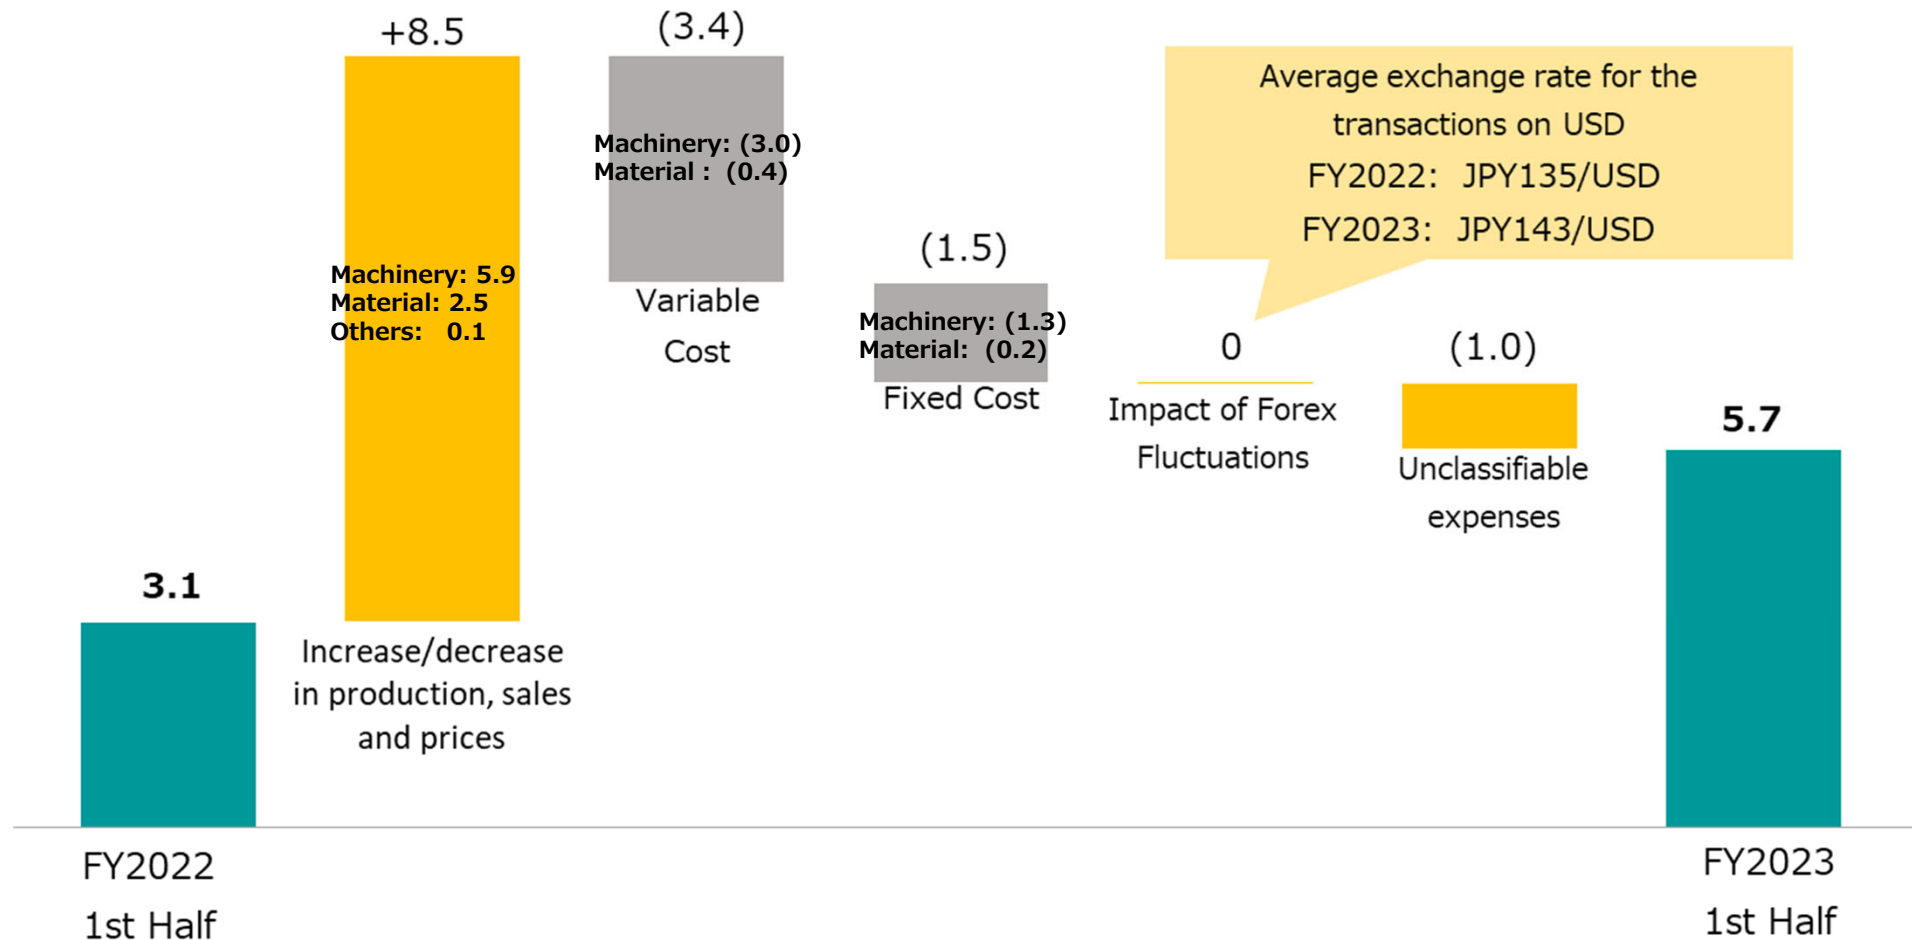 +8.5
Machinery: 5.9
Material: 2.5
Others: 0.1
(3.4)
Machinery: (3.0)
Material : (0.4)
Variable
Cost
(1.5)
Machinery: (1.3)
Material: (0.2)
Fixed Cost
Average exchange rate for the
transactions on USD
FY2022: JPY135/USD
FY2023: JPY143/USD
0
Impact of Forex
Fluctuations
(1.0)
Unclassifiable
expenses
5.7
3.1
Increase/decrease
in production, sales
and prices
FY2022
1st Half
FY2023
1st Half